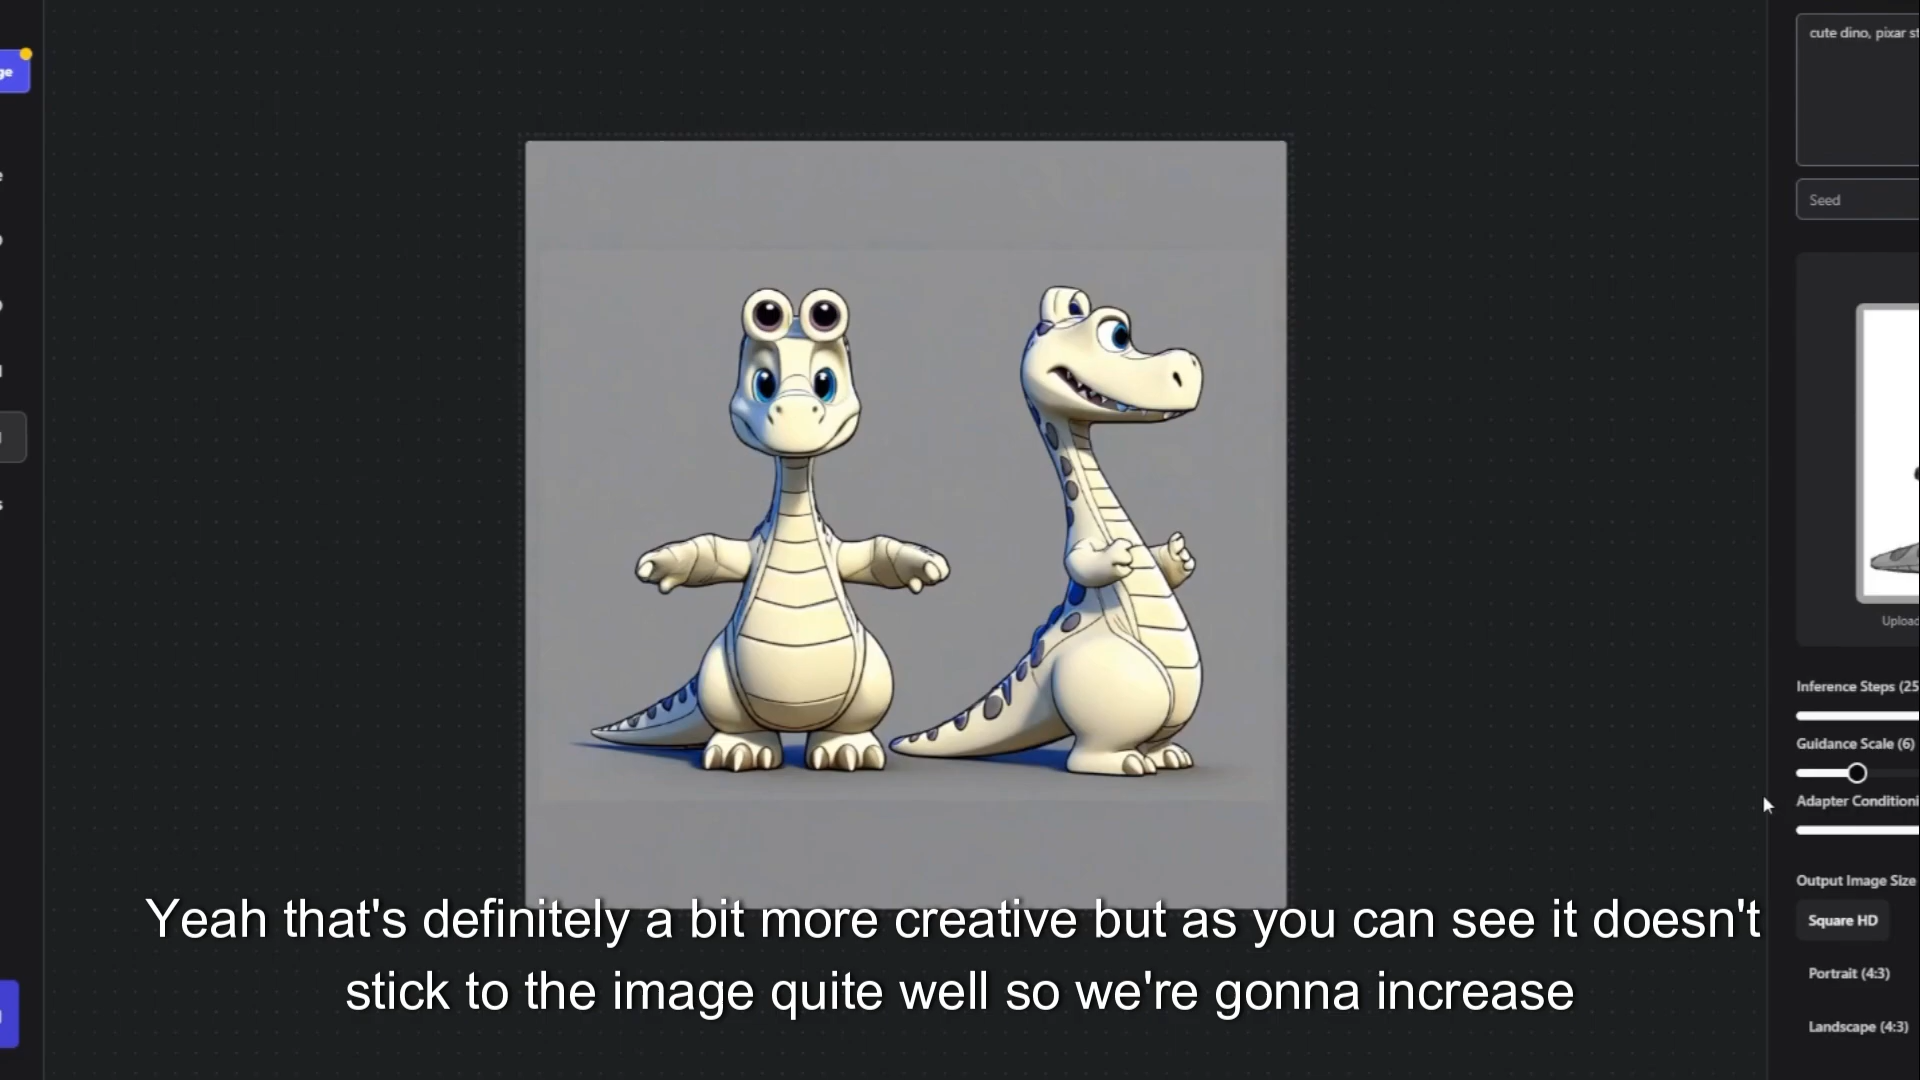 ge
cute dino, pixar st
Seed
Upload
Inference Steps (25
Guidance Scale (6)
Adapter Conditioni
Output Image Size
Square HD
Portrait (4:3)
Landscape (4:3)
Yeah that's definitely a bit more creative but as you can see it doesn't
stick to the image quite well so we're gonna increase